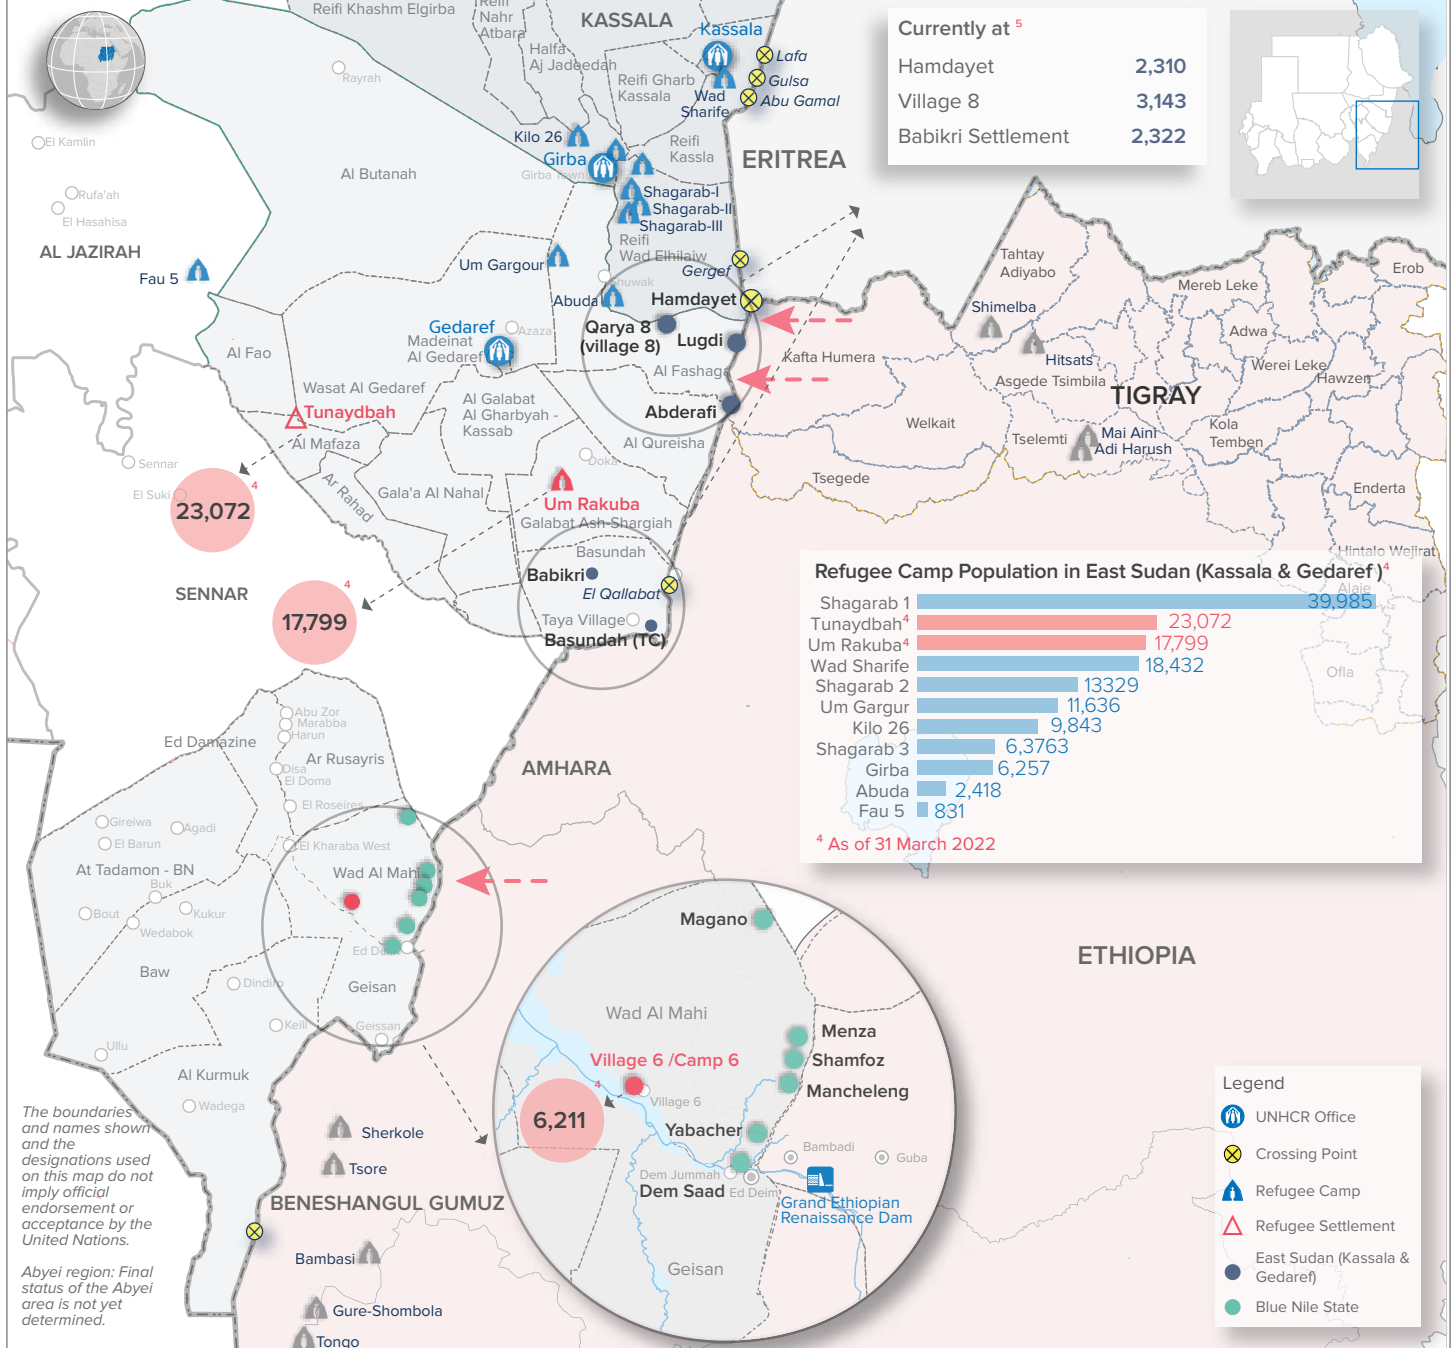 Reifi Khashm Elgirba
Reifi
Nahr
Atbara
KASSALA
Halfa
Aj Jadeedah
Kassala
Lafa
Gulsa
Abu Gamal
Reifi Gharb
Kassala
Wad
Sharife
Rayrah
Kilo 26
Girba
Girba Town
Reifi
Kassla
ERITREA
Currently at 5
Hamdayet 2,310
Village 8 3,143
Babikri Settlement 2,322
El Kamlin
Rufa'ah
El Hasahisa
AL JAZIRAH
Fau 5
Al Butanah
Shagarab-I
Shagarab-II
Shagarab-III
Reifi
Wad Elhilaiw
Um Gargour
Gergef
Abuda
Hamdayet
Qarya 8
(village 8)
Lugdi
Al Fashaga
Abderafi
Gedaref
Azaza
Madeinat
Al Gedaref
Al Fao
Wasat Al Gedaref
Tunaydbah
Al Mafaza
Al Galabat
Al Gharbyah -
Kassab
Al Qureisha
Doka
Sennar
El Suki
23,072 4
Ar Rahad
Gala'a Al Nahal
Um Rakuba
Galabat Ash-Shargiah
Basundah
Babikri
El Qallabat
Taya Village
Basundah (TC)
SENNAR
17,799 4
Tahtay
Adiyabo
Shimelba
Hitsats
Kafta Humera
Asgede Tsimbila
Mereb Leke
Erob
Adwa
Werei Leke
Hawzen
TIGRAY
Welkait
Tselemti
Mai Aini
Adi Harush
Kola
Temben
Tsegede
Enderta
Hintalo Wejirat
Alaje
Ofla
Refugee Camp Population in East Sudan (Kassala & Gedaref )4
Shagarab 1 39,985
Tunaydbah4 23,072
Um Rakuba4 17,799
Wad Sharife 18,432
Shagarab 2 13329
Um Gargur 11,636
Kilo 26 9,843
Shagarab 3 6,3763
Girba 6,257
Abuda 2,418
Fau 5 831
4 As of 31 March 2022
Abu Zor
Marabba
Harun
Ed Damazine
Ar Rusayris
Disa
El Doma
El Roseires
AMHARA
Gireiwa
Agadi
El Barun
El Kharaba West
At Tadamon - BN
Wad Al Mahi
Buk
Bout
Kukur
Wedabok
Baw
Dindiro
Geisan
Keili
Geissan
Ullu
Al Kurmuk
Wadega
ETHIOPIA
Magano
Wad Al Mahi
Menza
Shamfoz
Mancheleng
Village 6 /Camp 6
Village 6
6,211 4
Yabacher
Bambadi
Guba
Dem Jummah
Dem Saad
Ed Deim
Grand Ethiopian
Renaissance Dam
Geisan
The boundaries
and names shown
and the
designations used
on this map do not
imply official
endorsement or
acceptance by the
United Nations.
Abyei region: Final
status of the Abyei
area is not yet
determined.
Sherkole
Tsore
BENESHANGUL GUMUZ
Bambasi
Gure-Shombola
Tongo
Legend
UNHCR Office
Crossing Point
Refugee Camp
Refugee Settlement
East Sudan (Kassala &
Gedaref)
Blue Nile State